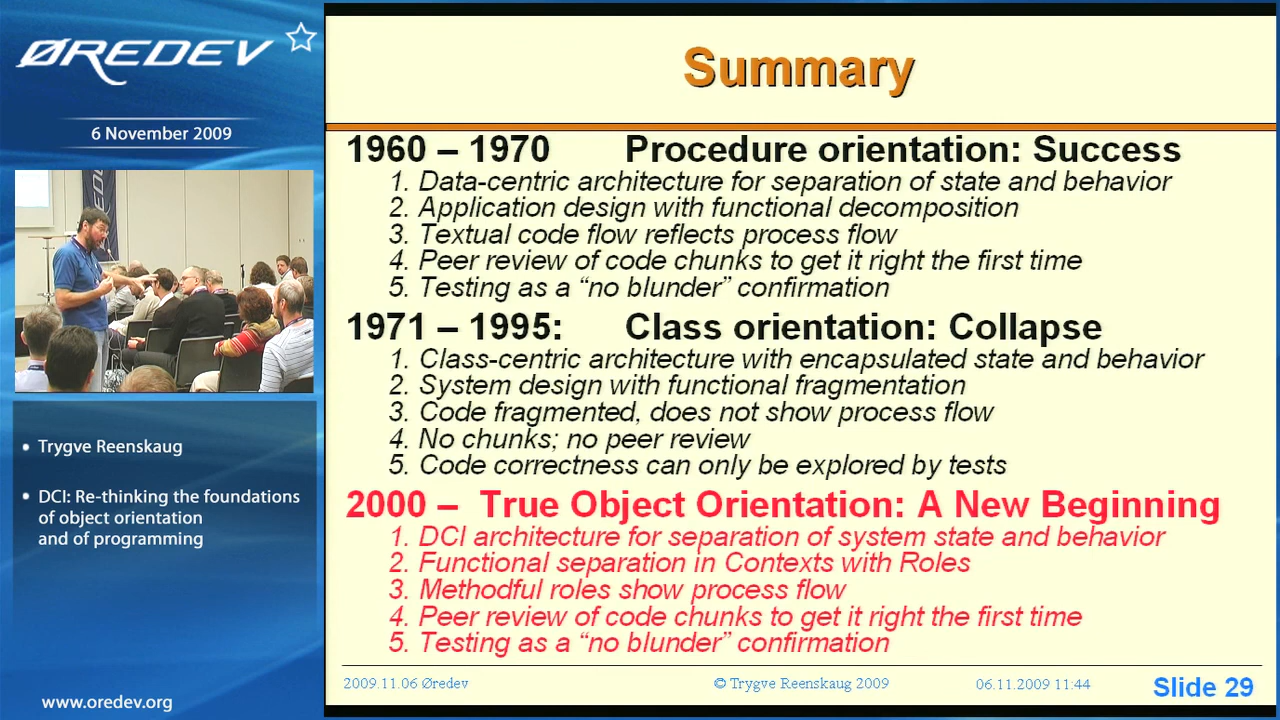 ØREDEV
6 November 2009
• Trygve Reenskaug
• DCI: Re-thinking the foundations
of object orientation
and of programming
www.oredev.org
Summary
1960 – 1970 Procedure orientation: Success
1. Data-centric architecture for separation of state and behavior
2. Application design with functional decomposition
3. Textual code flow reflects process flow
4. Peer review of code chunks to get it right the first time
5. Testing as a “no blunder” confirmation
1971 – 1995: Class orientation: Collapse
1. Class-centric architecture with encapsulated state and behavior
2. System design with functional fragmentation
3. Code fragmented, does not show process flow
4. No chunks; no peer review
5. Code correctness can only be explored by tests
2000 – True Object Orientation: A New Beginning
1. DCI architecture for separation of system state and behavior
2. Functional separation in Contexts with Roles
3. Methodful roles show process flow
4. Peer review of code chunks to get it right the first time
5. Testing as a “no blunder” confirmation
2009.11.06 Øredev © Trygve Reenskaug 2009 06.11.2009 11:44 Slide 29